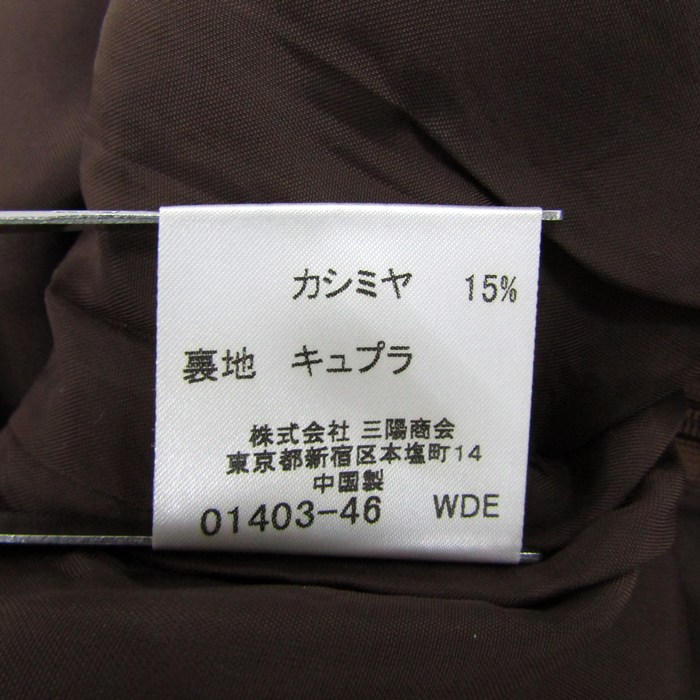 カシミヤ 15%
裏地 キュプラ
株式会社 三陽商会
東京都新宿区本塩町14
中国製
01403-46 WDE